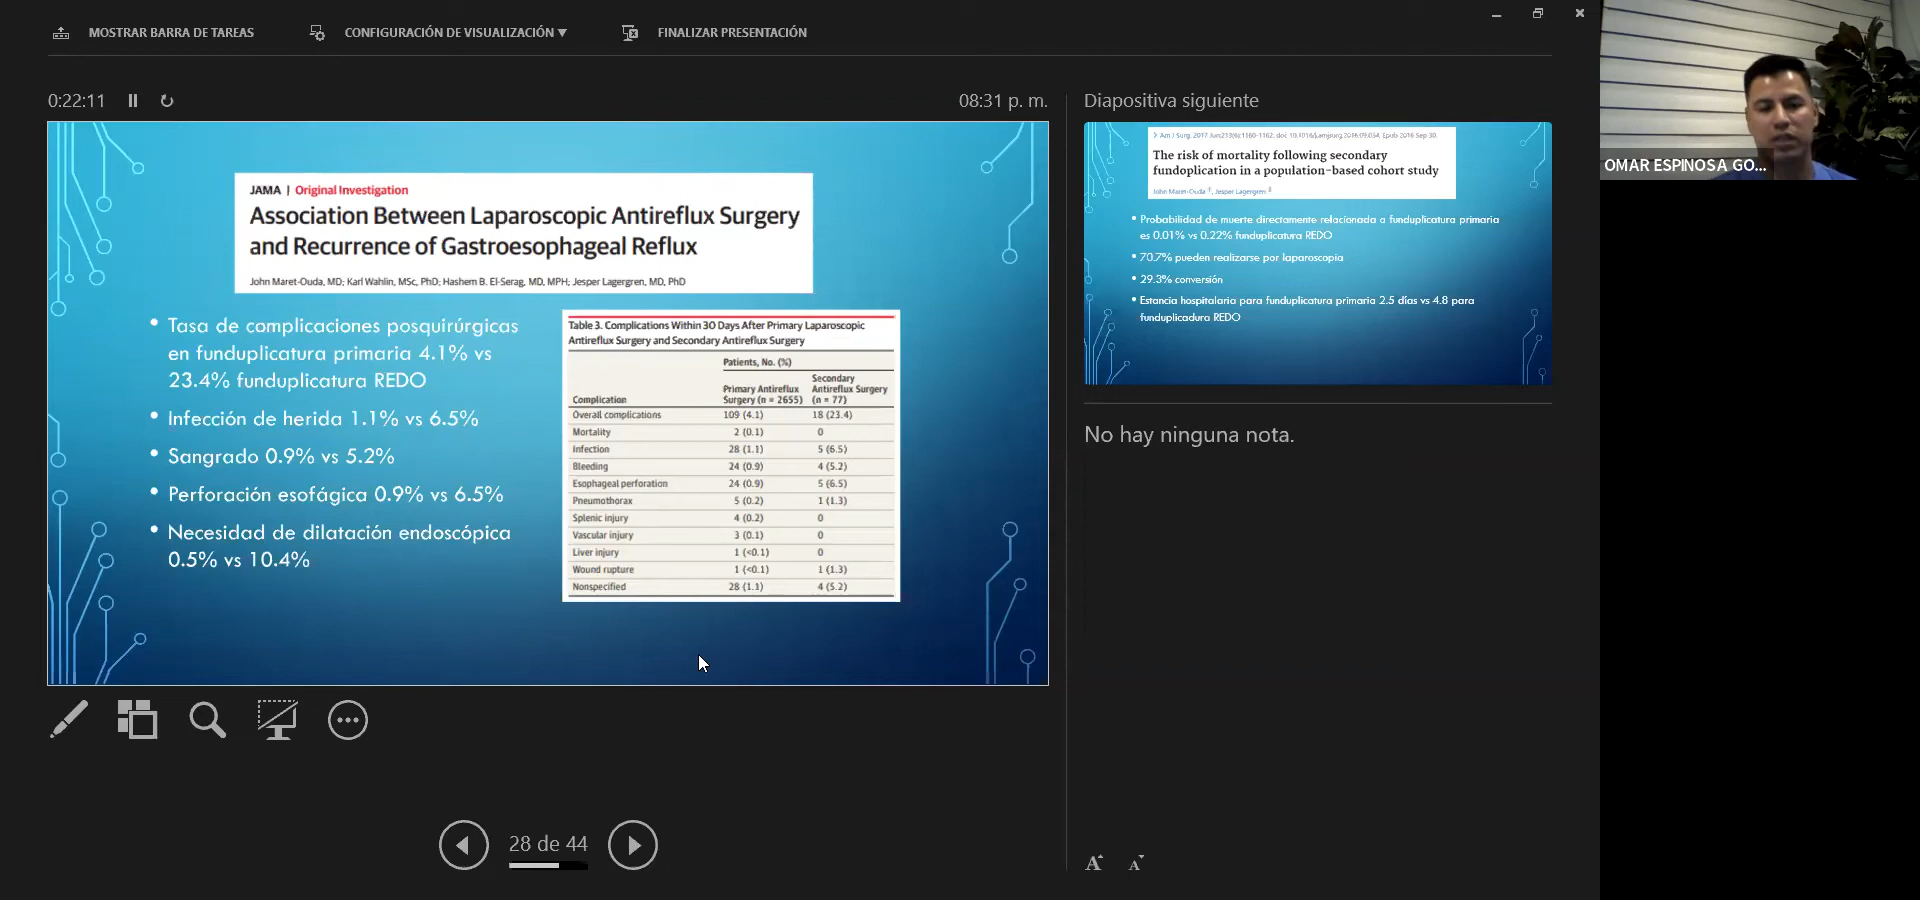 MOSTRAR BARRA DE TAREAS
CONFIGURACIÓN DE VISUALIZACIÓN ▼
FINALIZAR PRESENTACIÓN
0:22:11
08:31 p. m.
JAMA | Original Investigation
Association Between Laparoscopic Antireflux Surgery
and Recurrence of Gastroesophageal Reflux
John Maret-Ouda, MD; Karl Wahlin, MSc, PhD; Hashem B. El-Serag, MD, MPH; Jesper Lagergren, MD, PhD
• Tasa de complicaciones posquirúrgicas
en funduplicatura primaria 4.1% vs
23.4% funduplicatura REDO
• Infección de herida 1.1% vs 6.5%
• Sangrado 0.9% vs 5.2%
• Perforación esofágica 0.9% vs 6.5%
• Necesidad de dilatación endoscópica
0.5% vs 10.4%
Table 3. Complications Within 30 Days After Primary Laparoscopic
Antireflux Surgery and Secondary Antireflux Surgery
Patients, No. (%)
Complication
Primary Antireflux
Surgery (n = 2655)
Secondary
Antireflux Surgery
(n = 77)
Overall complications 109 (4.1) 18 (23.4)
Mortality 2 (0.1) 0
Infection 28 (1.1) 5 (6.5)
Bleeding 24 (0.9) 4 (5.2)
Esophageal perforation 24 (0.9) 5 (6.5)
Pneumothorax 5 (0.2) 1 (1.3)
Splenic injury 4 (0.2) 0
Vascular injury 3 (0.1) 0
Liver injury 1 (<0.1) 0
Wound rupture 1 (<0.1) 1 (1.3)
Nonspecified 28 (1.1) 4 (5.2)
28 de 44
Diapositiva siguiente
The risk of mortality following secondary
fundoplication in a population-based cohort study
John Maret-Ouda, Jesper Lagergren
• Probabilidad de muerte directamente relacionada a funduplicatura primaria
es 0.01% vs 0.22% funduplicatura REDO
• 70.7% pueden realizarse por laparoscopia
• 29.3% conversión
• Estancia hospitalaria para funduplicatura primaria 2.5 días vs 4.8 para
funduplicadura REDO
No hay ninguna nota.
A A
OMAR ESPINOSA GO...